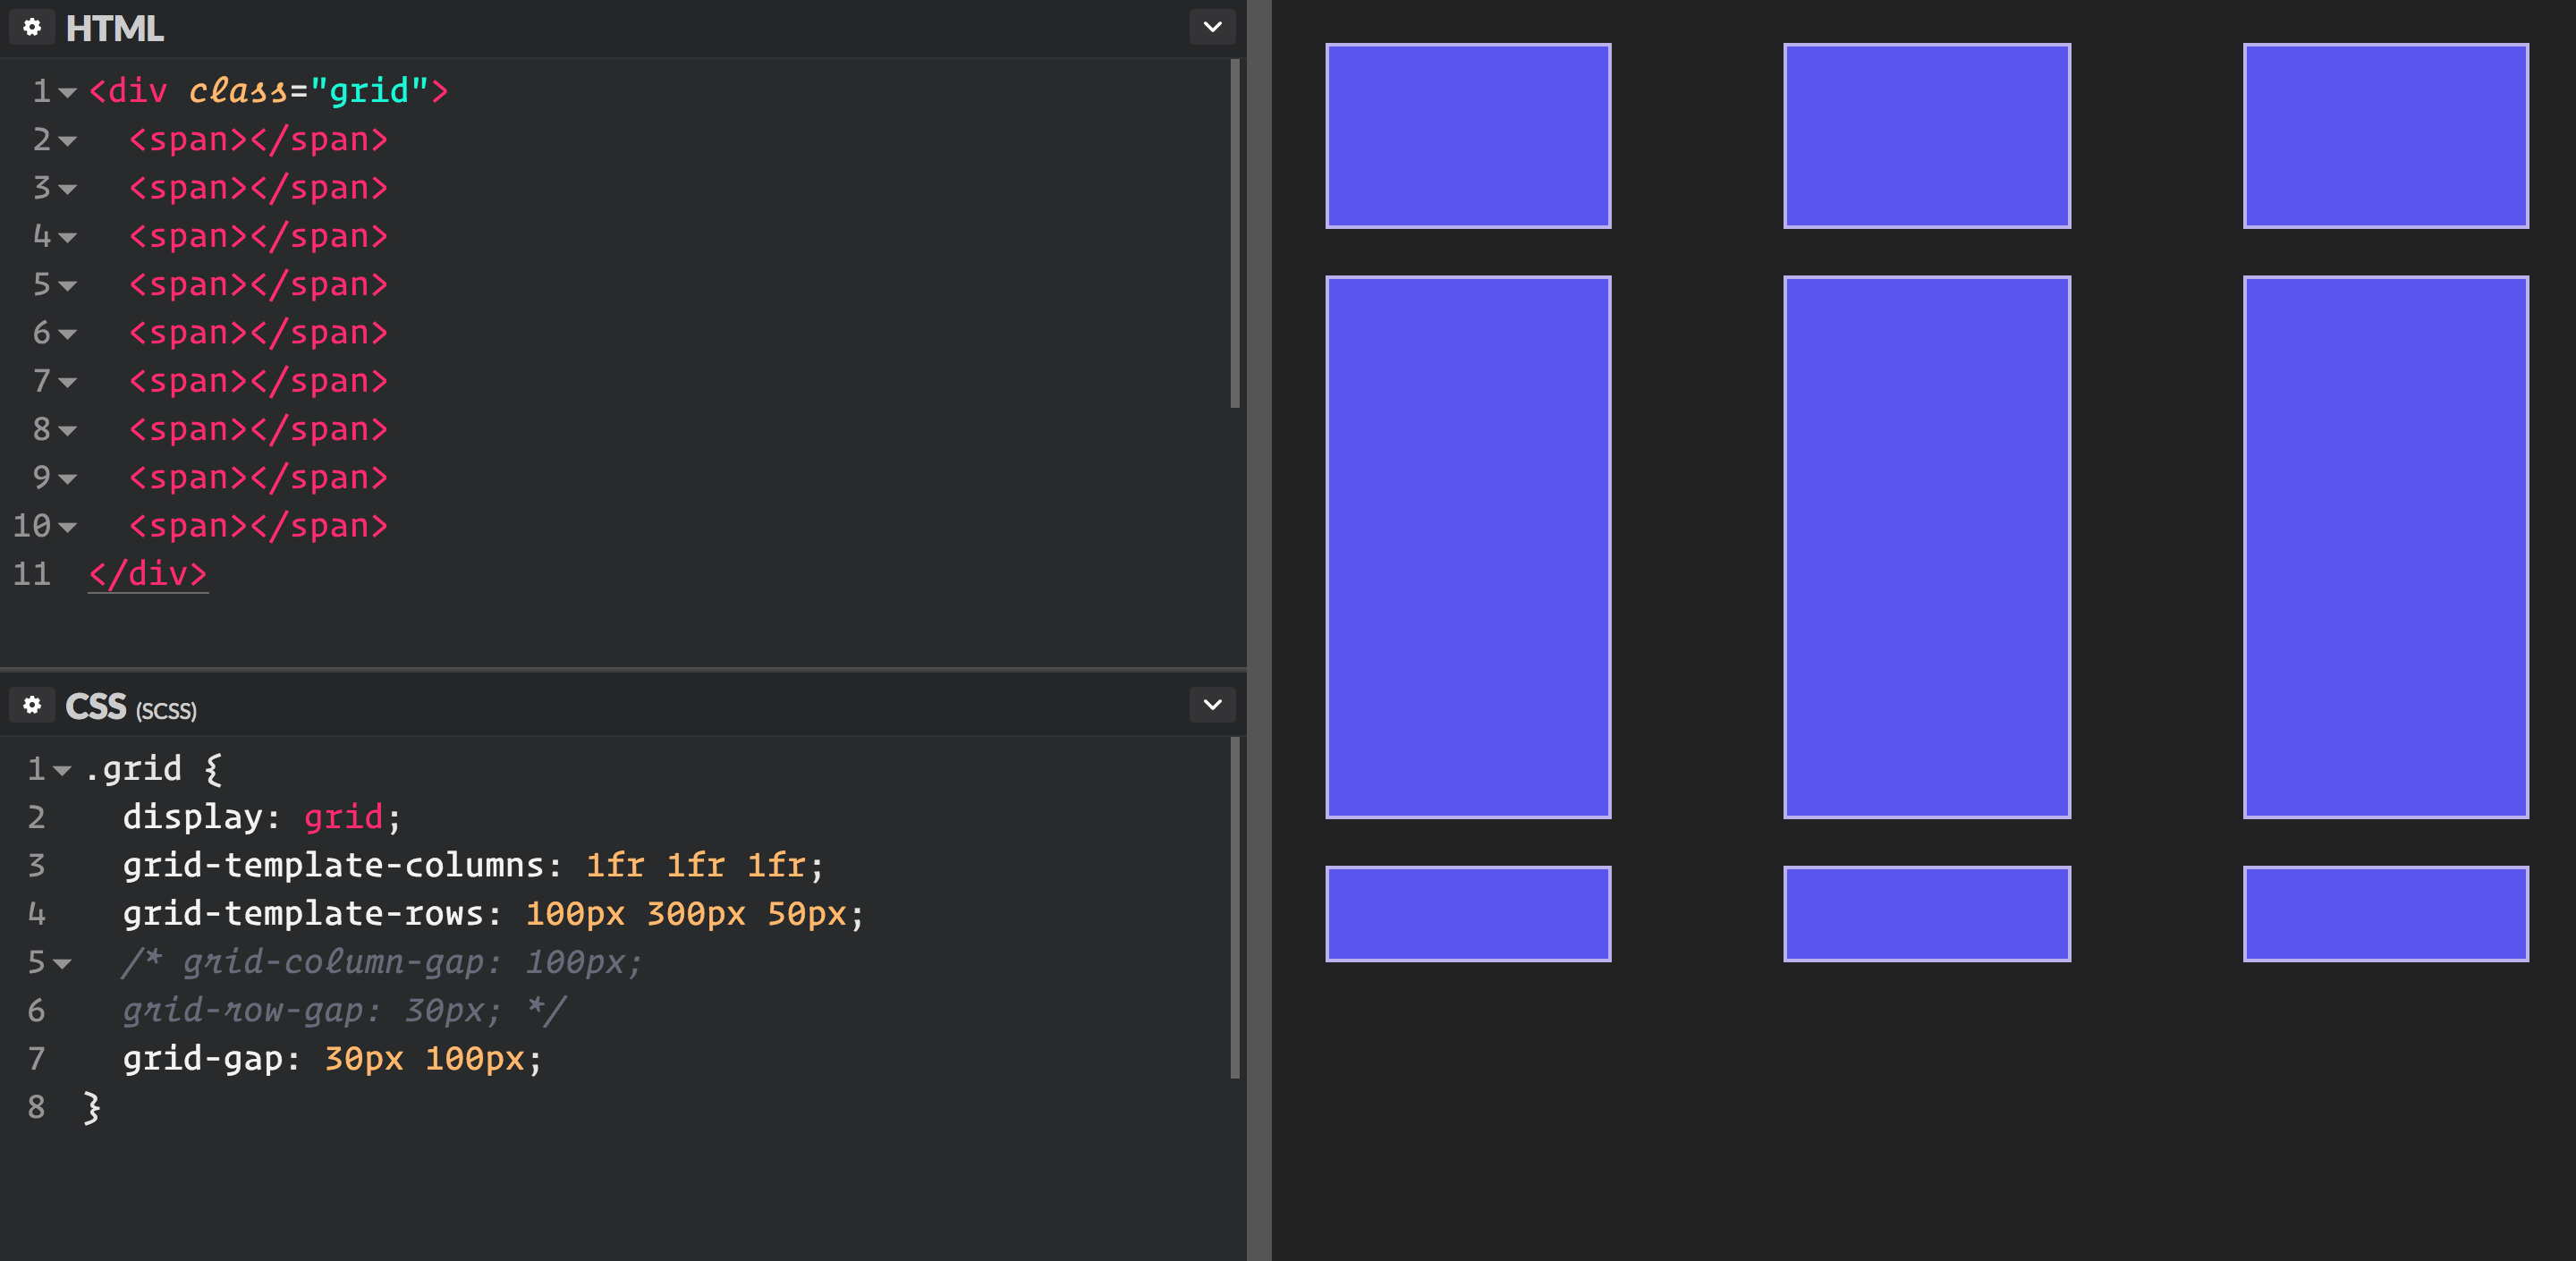 HTML
1 <div class="grid">
2 <span></span>
3 <span></span>
4 <span></span>
5 <span></span>
6 <span></span>
7 <span></span>
8 <span></span>
9 <span></span>
10 <span></span>
11 </div>
CSS (SCSS)
1 .grid {
2 display: grid;
3 grid-template-columns: 1fr 1fr 1fr;
4 grid-template-rows: 100px 300px 50px;
5 /* grid-column-gap: 100px;
6 grid-row-gap: 30px; */
7 grid-gap: 30px 100px;
8 }